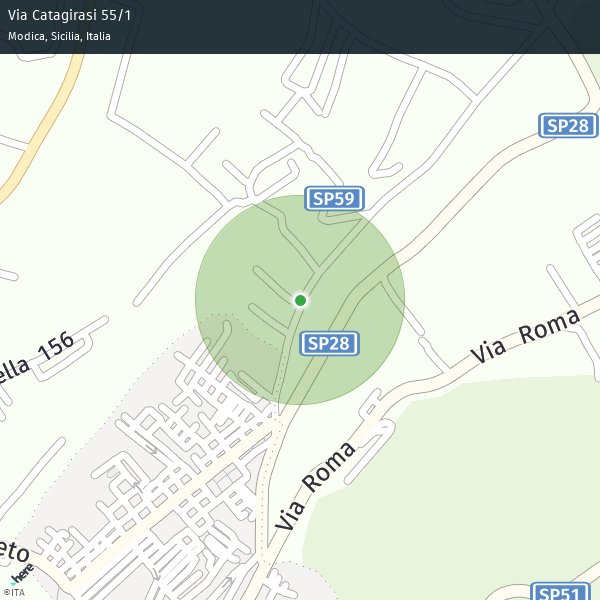 Via Catagirasi 55/1
Modica, Sicilia, Italia
SP28
SP59
SP28
Via Roma
ella 156
Via Roma
eto
here
©ITA
SP51